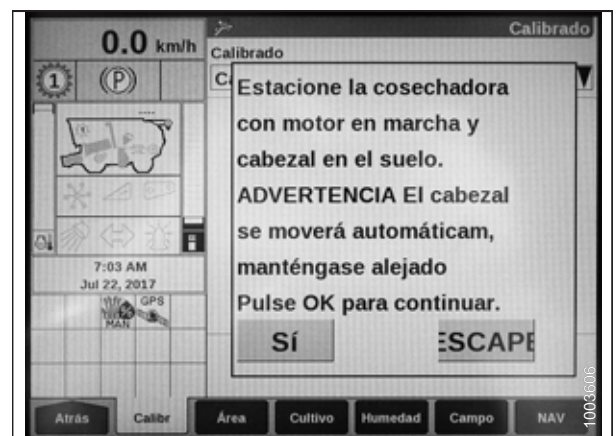 0.0 km/h
Calibrado
Calibrado
1
(P)
C
Estacione la cosechadora
con motor en marcha y
cabezal en el suelo.
ADVERTENCIA El cabezal
se moverá automáticam,
manténgase alejado
Pulse OK para continuar.
Sí
ESCAPE
7:03 AM
Jul 22, 2017
GPS
MAN
Atrás
Calibr
Área
Cultivo
Humedad
Campo
NAV
1003606